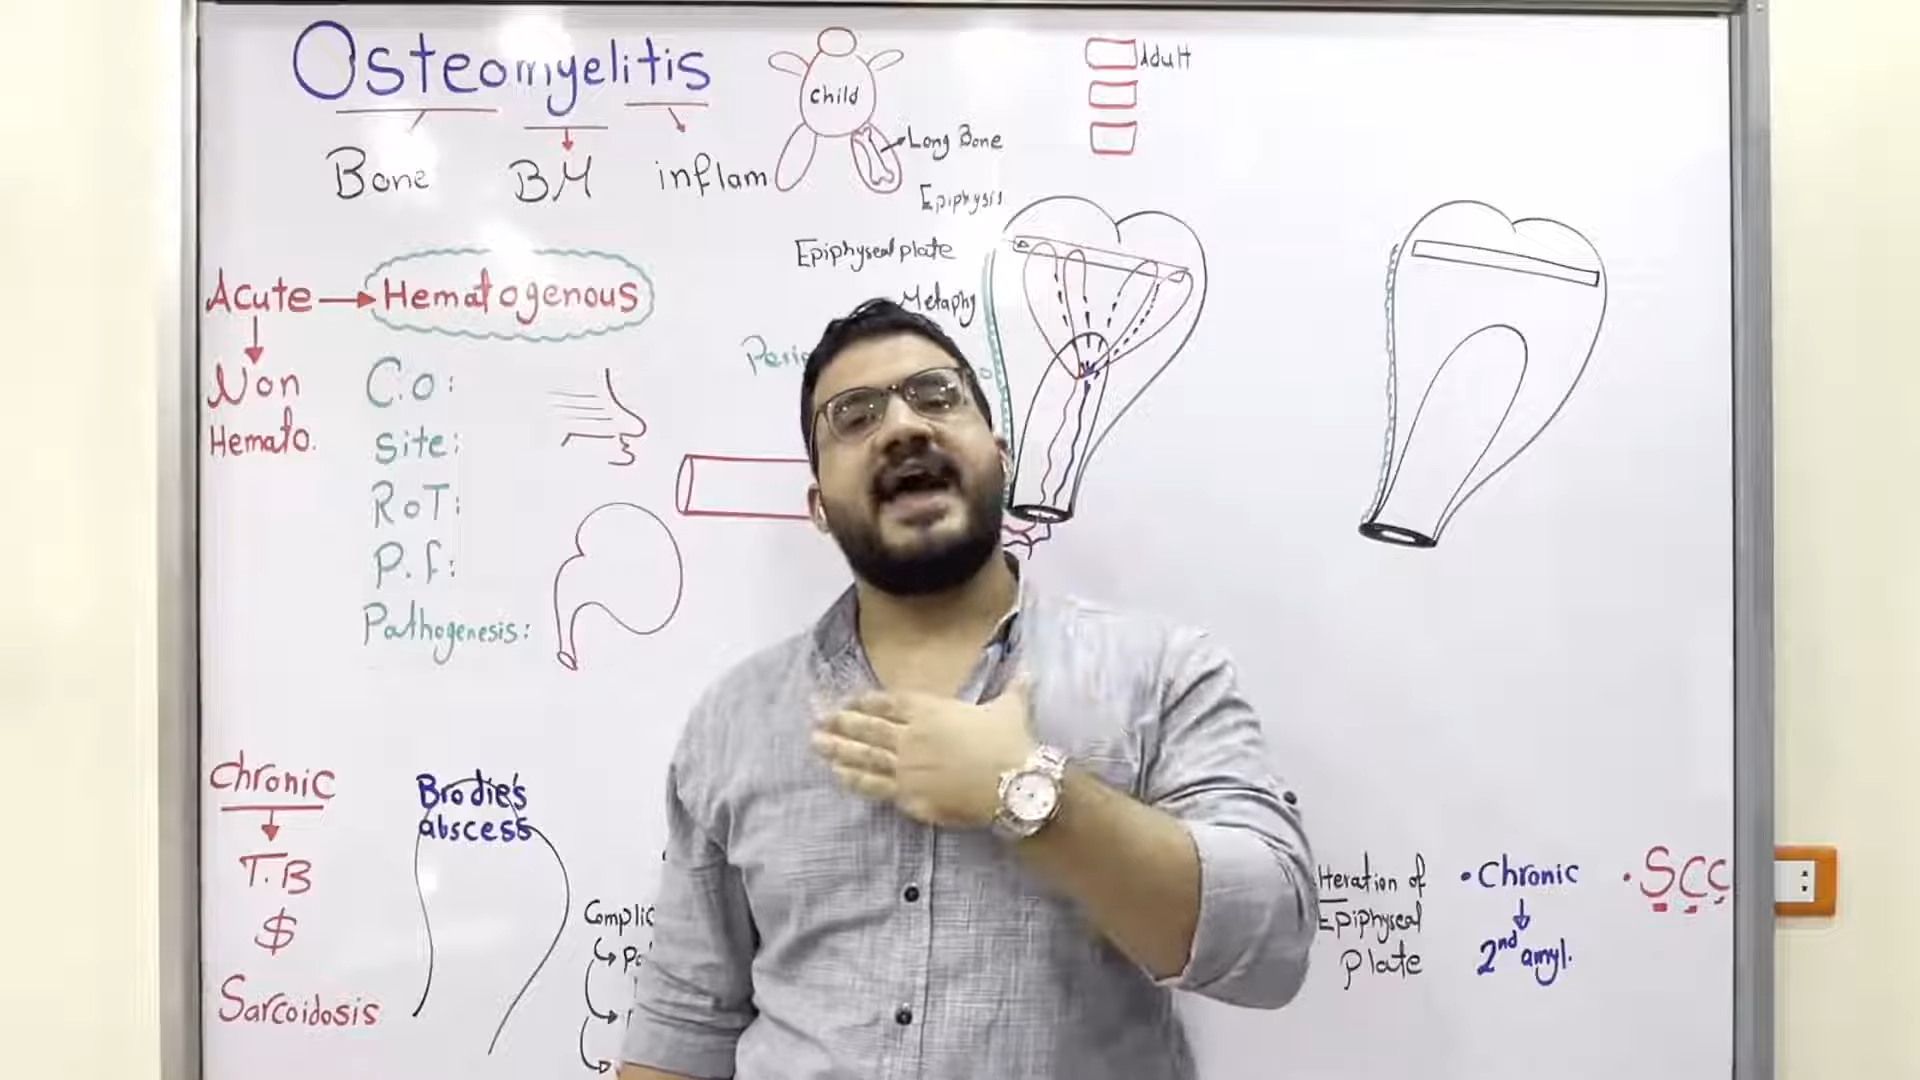 Osteomyelitis
Bone
BM
inflam
child
Long Bone
Adult
Epiphysis
Epiphyseal plate
Metaphy
Acute → Hematogenous
Non
Hemato.
C.O:
Site:
RoT:
P.f:
Pathogenesis:
Chronic
T.B
$
Sarcoidosis
Brodie's
abscess
Complic
lteration of
Epiphyseal
plate
• Chronic
2nd amyl.
• SCC